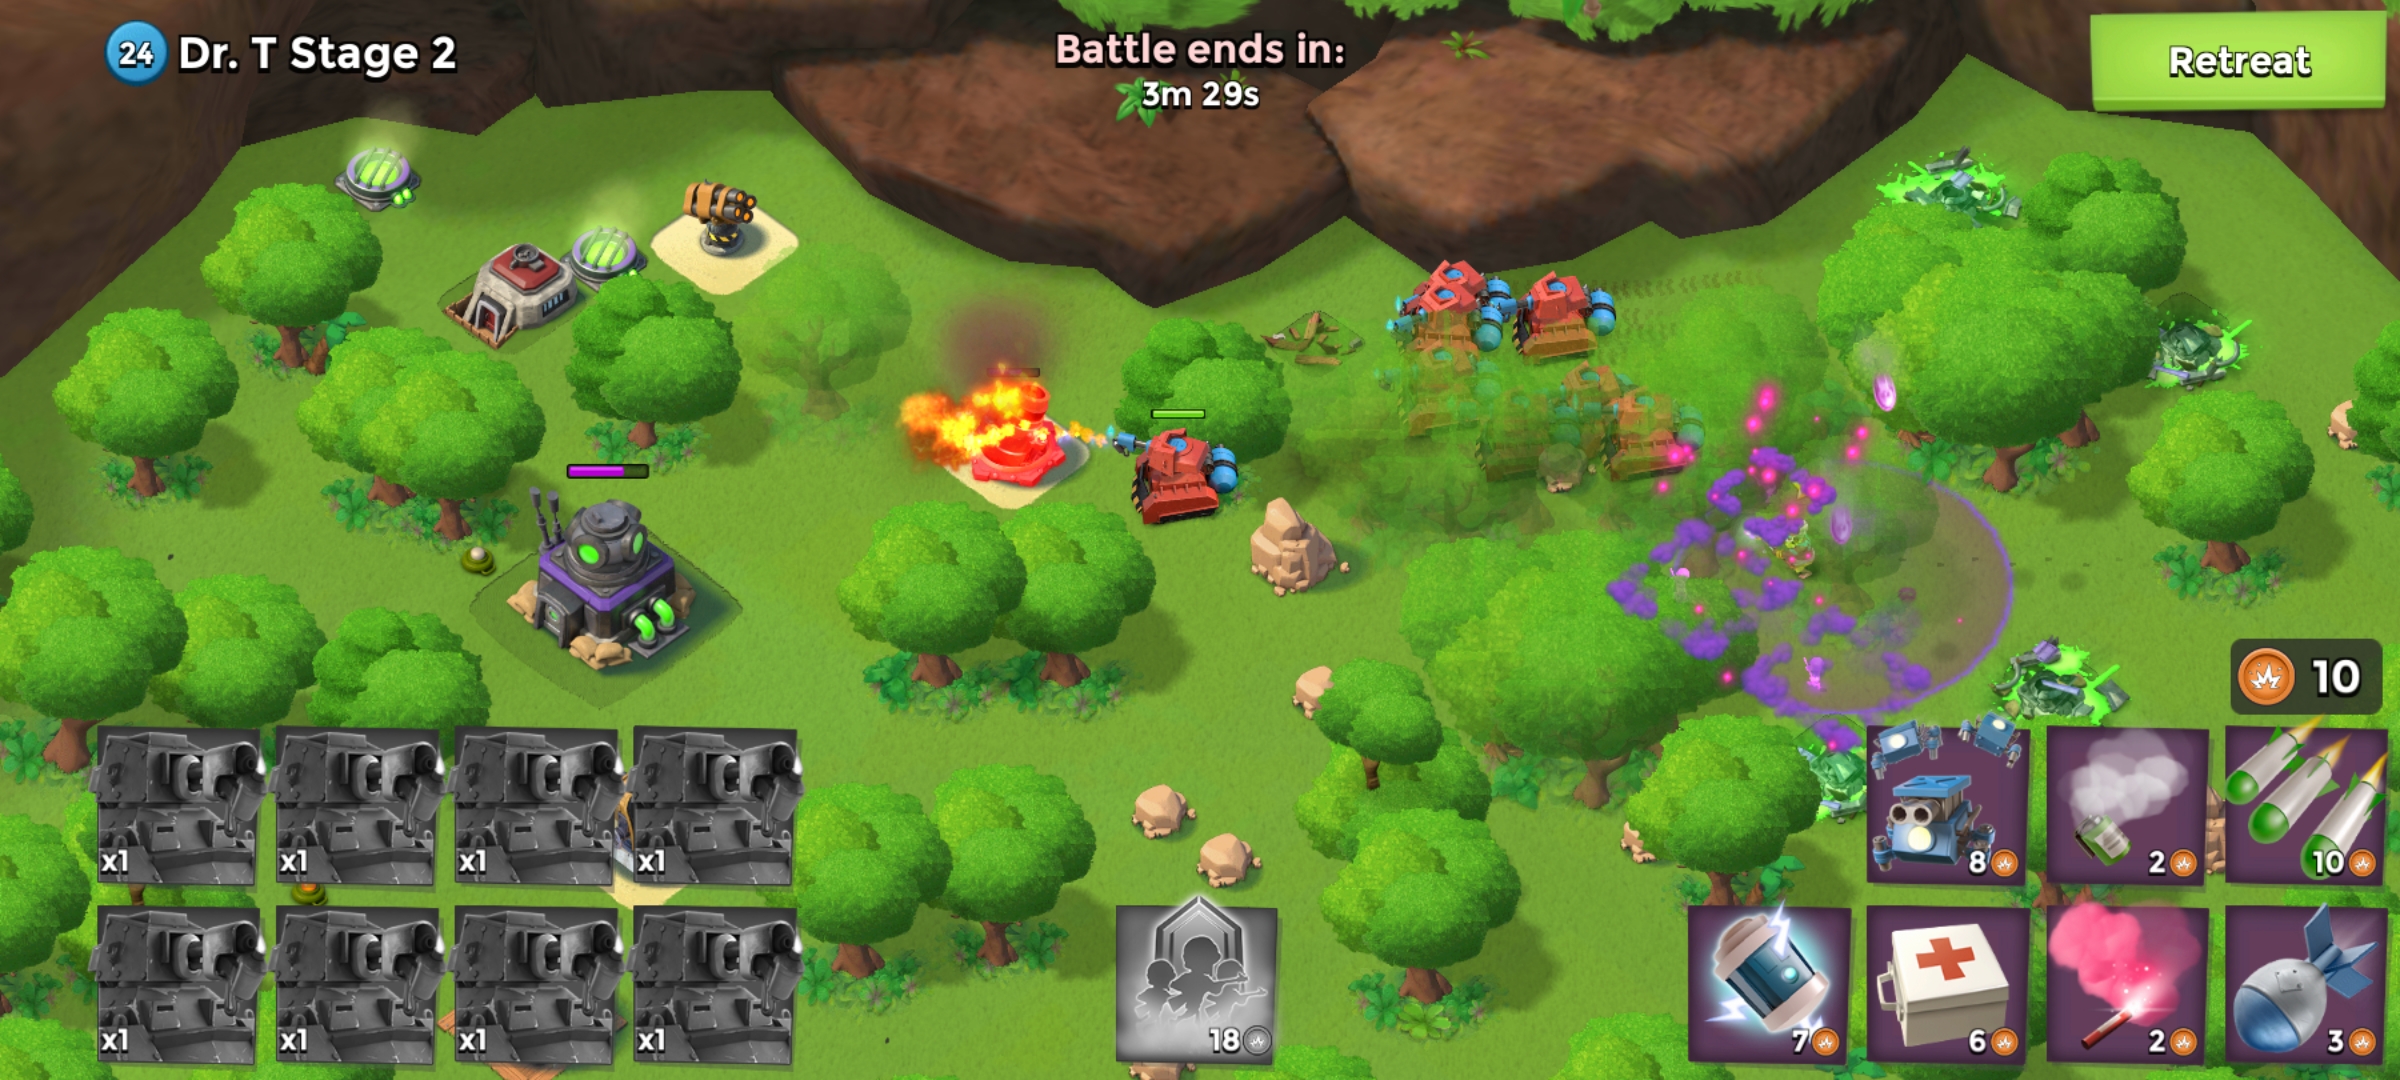 24 Dr. T Stage 2
Battle ends in:
3m 29s
Retreat
10
8
2
10
x1
x1
x1
x1
x1
x1
x1
x1
18
7
6
2
3